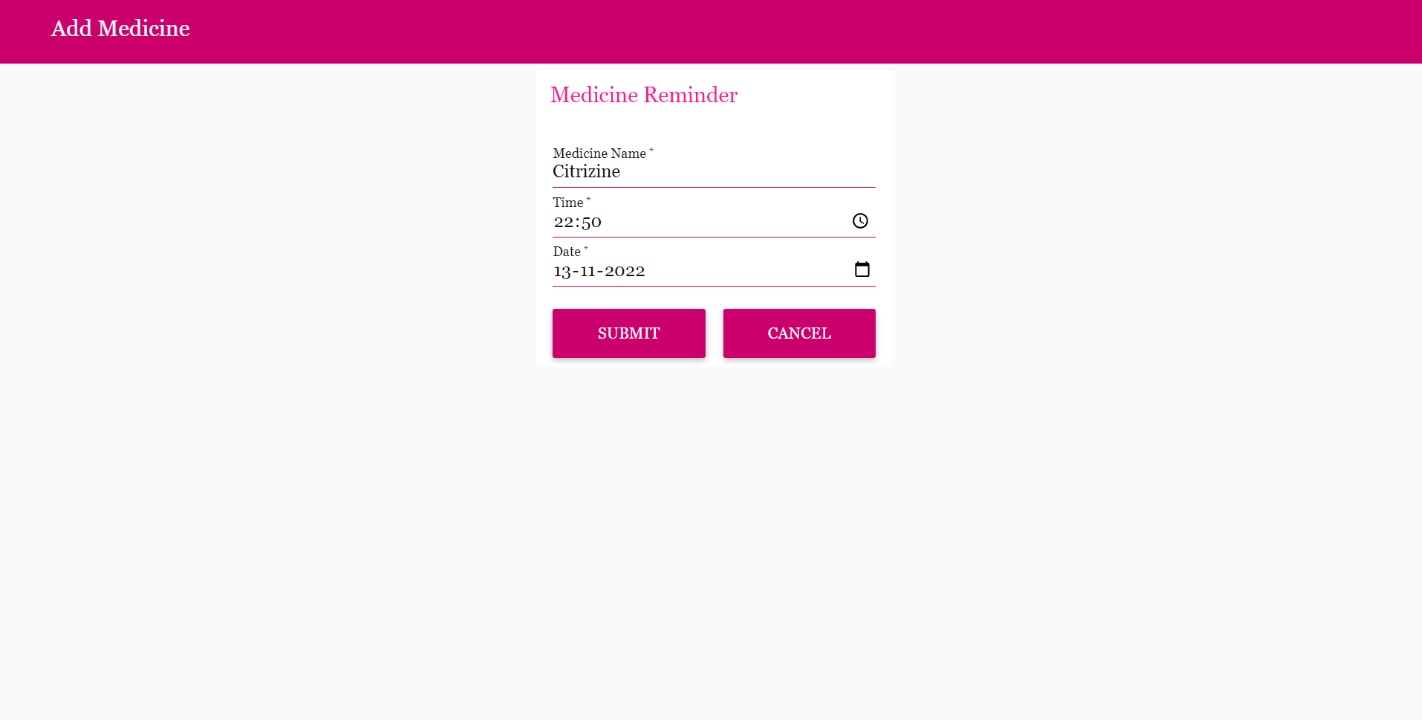 Add Medicine
Medicine Reminder
Medicine Name *
Citrizine
Time *
22:50
Date *
13-11-2022
SUBMIT CANCEL